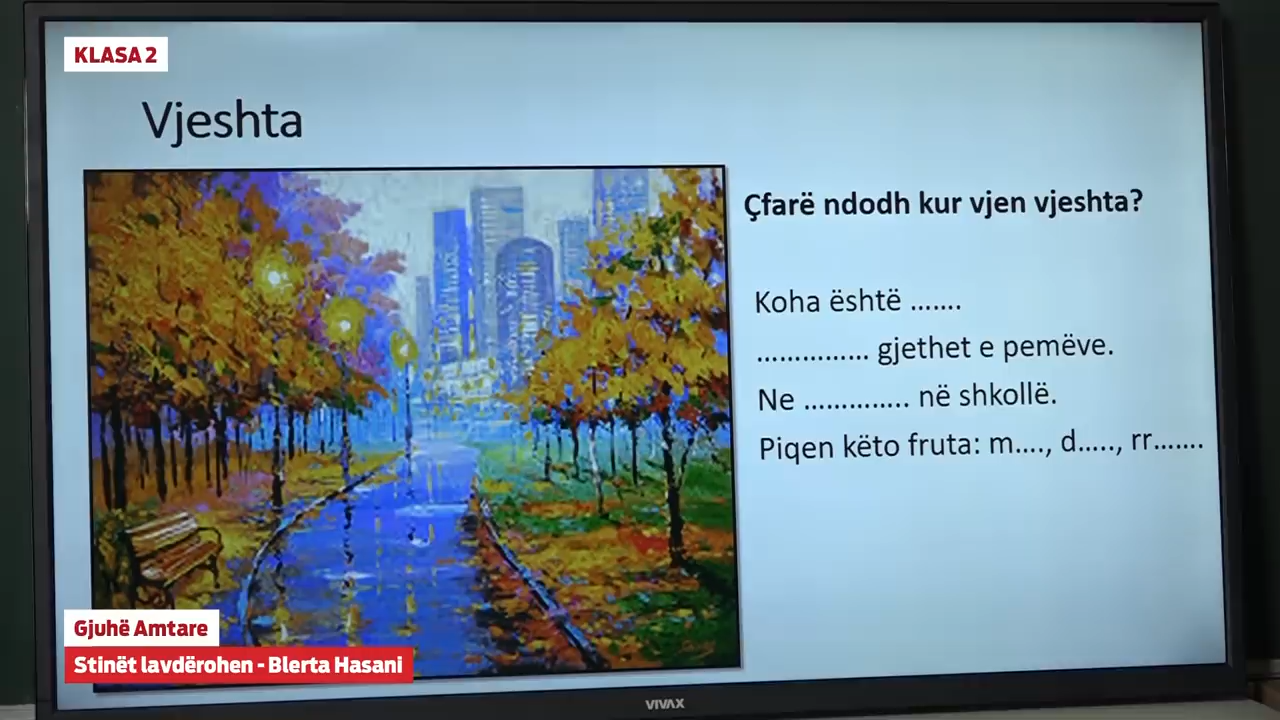 KLASA 2
Vjeshta
Çfarë ndodh kur vjen vjeshta?
Koha është .......
............... gjethet e pemëve.
Ne .............. në shkollë.
Piqen këto fruta: m...., d....., rr.......
Gjuhë Amtare
Stinët lavdërohen - Blerta Hasani
VIVAX